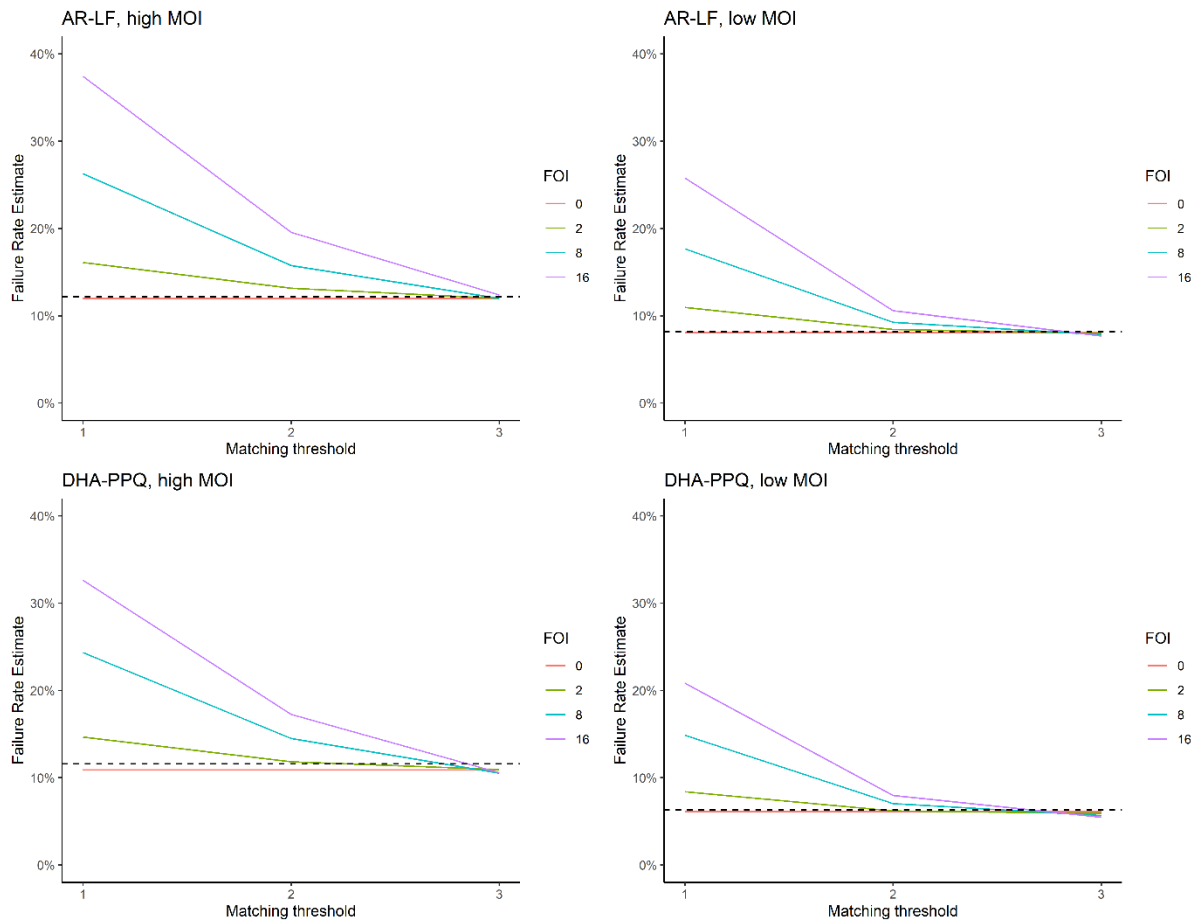 AR-LF, high MOI
40%
30%
20%
10%
0%
Failure Rate Estimate
1 2 3
Matching threshold
FOI
0
2
8
16
AR-LF, low MOI
40%
30%
20%
10%
0%
Failure Rate Estimate
1 2 3
Matching threshold
FOI
0
2
8
16
DHA-PPQ, high MOI
40%
30%
20%
10%
0%
Failure Rate Estimate
1 2 3
Matching threshold
FOI
0
2
8
16
DHA-PPQ, low MOI
40%
30%
20%
10%
0%
Failure Rate Estimate
1 2 3
Matching threshold
FOI
0
2
8
16